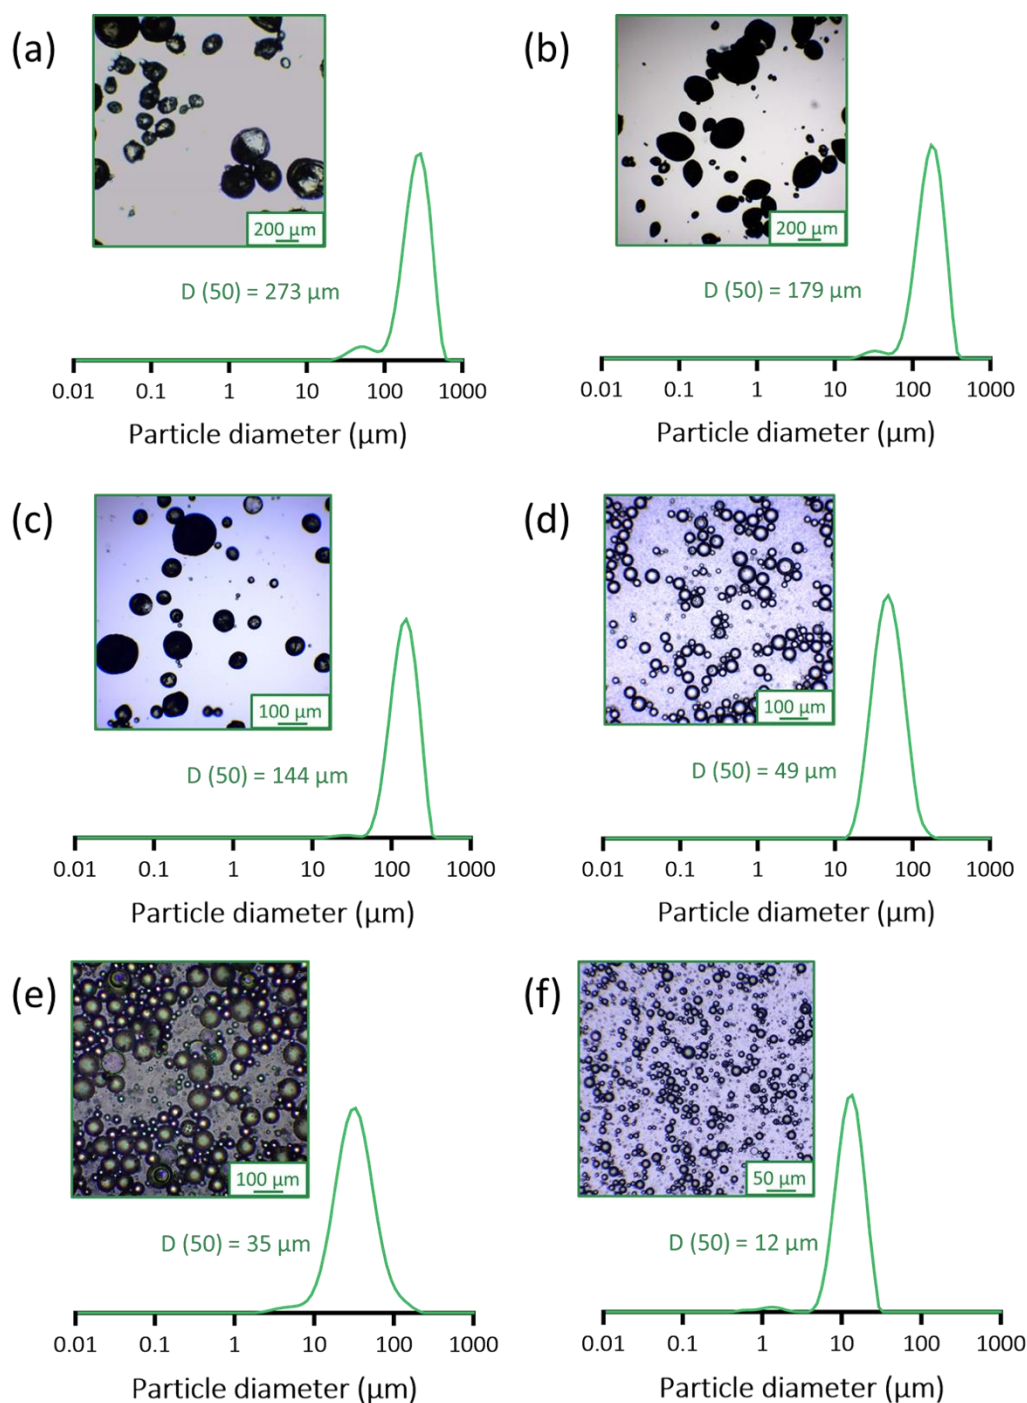 (a)
200 µm
D (50) = 273 µm
0.01 0.1 1 10 100 1000
Particle diameter (µm)
(b)
200 µm
D (50) = 179 µm
0.01 0.1 1 10 100 1000
Particle diameter (µm)
(c)
100 µm
D (50) = 144 µm
0.01 0.1 1 10 100 1000
Particle diameter (µm)
(d)
100 µm
D (50) = 49 µm
0.01 0.1 1 10 100 1000
Particle diameter (µm)
(e)
100 µm
D (50) = 35 µm
0.01 0.1 1 10 100 1000
Particle diameter (µm)
(f)
50 µm
D (50) = 12 µm
0.01 0.1 1 10 100 1000
Particle diameter (µm)